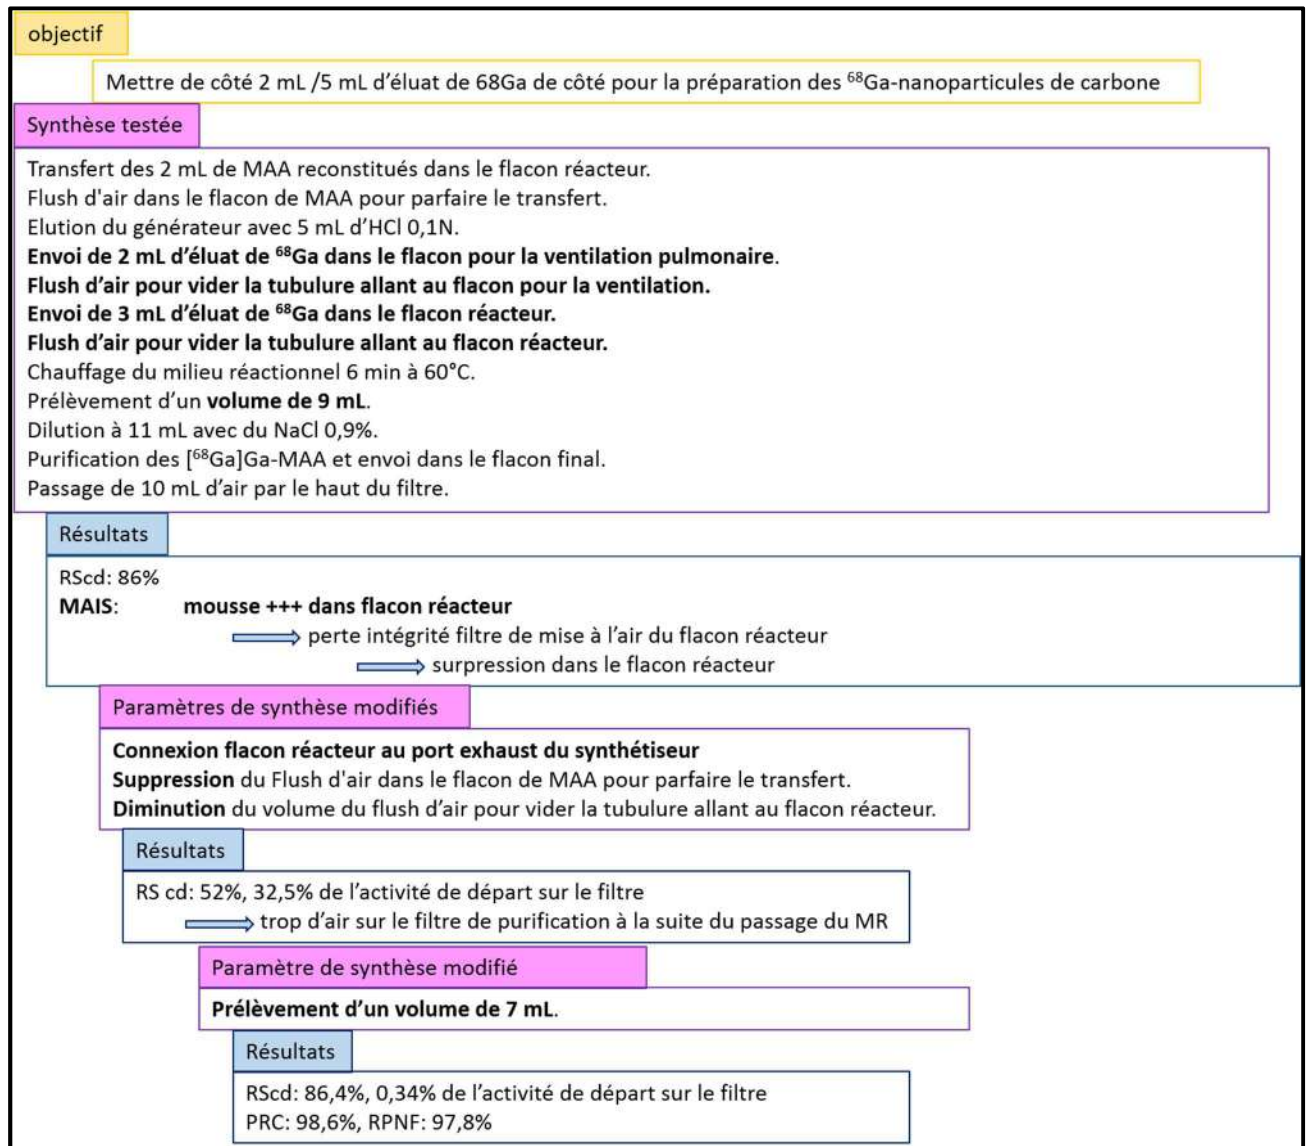 objectif
Mettre de côté 2 mL /5 mL d'éluat de 68Ga de côté pour la préparation des ⁶⁸Ga-nanoparticules de carbone
Synthèse testée
Transfert des 2 mL de MAA reconstitués dans le flacon réacteur.
Flush d'air dans le flacon de MAA pour parfaire le transfert.
Elution du générateur avec 5 mL d'HCl 0,1N.
Envoi de 2 mL d'éluat de ⁶⁸Ga dans le flacon pour la ventilation pulmonaire.
Flush d'air pour vider la tubulure allant au flacon pour la ventilation.
Envoi de 3 mL d'éluat de ⁶⁸Ga dans le flacon réacteur.
Flush d'air pour vider la tubulure allant au flacon réacteur.
Chauffage du milieu réactionnel 6 min à 60°C.
Prélèvement d'un volume de 9 mL.
Dilution à 11 mL avec du NaCl 0,9%.
Purification des [⁶⁸Ga]Ga-MAA et envoi dans le flacon final.
Passage de 10 mL d'air par le haut du filtre.
Résultats
RScd: 86%
MAIS: mousse +++ dans flacon réacteur
perte intégrité filtre de mise à l'air du flacon réacteur
surpression dans le flacon réacteur
Paramètres de synthèse modifiés
Connexion flacon réacteur au port exhaust du synthétiseur
Suppression du Flush d'air dans le flacon de MAA pour parfaire le transfert.
Diminution du volume du flush d'air pour vider la tubulure allant au flacon réacteur.
Résultats
RS cd: 52%, 32,5% de l'activité de départ sur le filtre
trop d'air sur le filtre de purification à la suite du passage du MR
Paramètre de synthèse modifié
Prélèvement d'un volume de 7 mL.
Résultats
RScd: 86,4%, 0,34% de l'activité de départ sur le filtre
PRC: 98,6%, RPNF: 97,8%